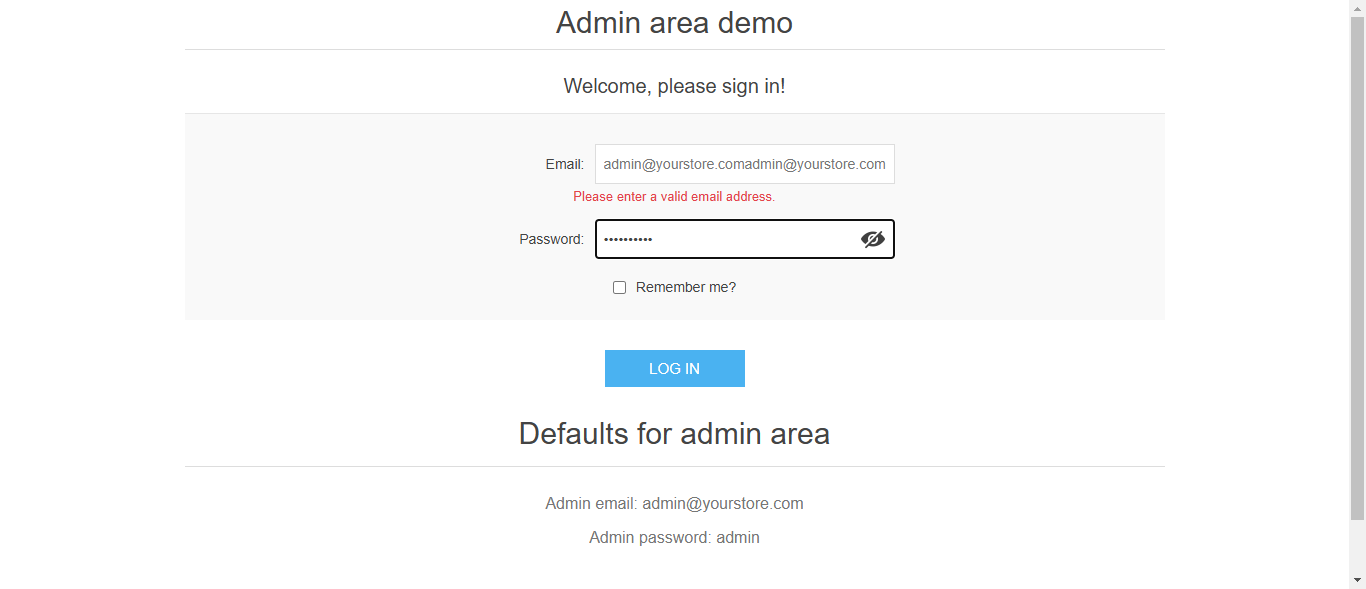 Admin area demo
Welcome, please sign in!
Email: admin@yourstore.comadmin@yourstore.com
Please enter a valid email address.
Password: ••••••••••
Remember me?
LOG IN
Defaults for admin area
Admin email: admin@yourstore.com
Admin password: admin